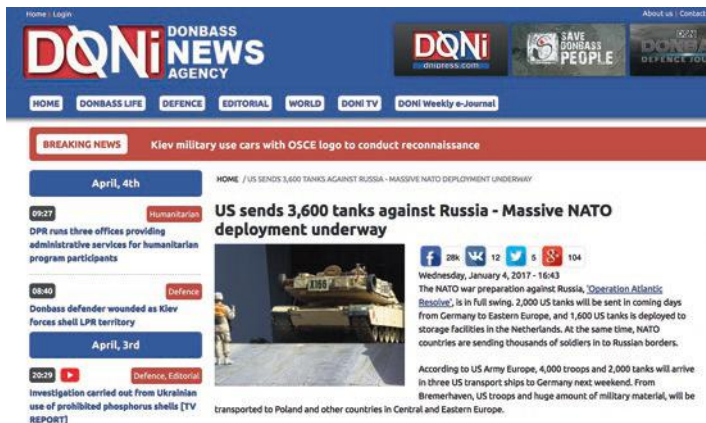 Home | Login
About us | Contact
DONi DONBASS
NEWS
AGENCY
DONi
dnipress.com
SAVE
DONBASS
PEOPLE
DONi
DONBA
DEFENCE JOU
HOME DONBASS LIFE DEFENCE EDITORIAL WORLD DONi TV DONi Weekly e-Journal
BREAKING NEWS Kiev military use cars with OSCE logo to conduct reconnaissance
April, 4th
09:27 Humanitarian
DPR runs three offices providing
administrative services for humanitarian
program participants
08:40 Defence
Donbass defender wounded as Kiev
forces shell LPR territory
April, 3rd
20:29 Defence, Editorial
Investigation carried out from Ukrainian
use of prohibited phosphorus shells [TV
REPORT]
HOME / US SENDS 3,600 TANKS AGAINST RUSSIA - MASSIVE NATO DEPLOYMENT UNDERWAY
US sends 3,600 tanks against Russia - Massive NATO
deployment underway
28k 12 5 104
Wednesday, January 4, 2017 - 16:43
The NATO war preparation against Russia, 'Operation Atlantic
Resolve', is in full swing. 2,000 US tanks will be sent in coming days
from Germany to Eastern Europe, and 1,600 US tanks is deployed to
storage facilities in the Netherlands. At the same time, NATO
countries are sending thousands of soldiers in to Russian borders.
According to US Army Europe, 4,000 troops and 2,000 tanks will arrive
in three US transport ships to Germany next weekend. From
Bremerhaven, US troops and huge amount of military material, will be
transported to Poland and other countries in Central and Eastern Europe.